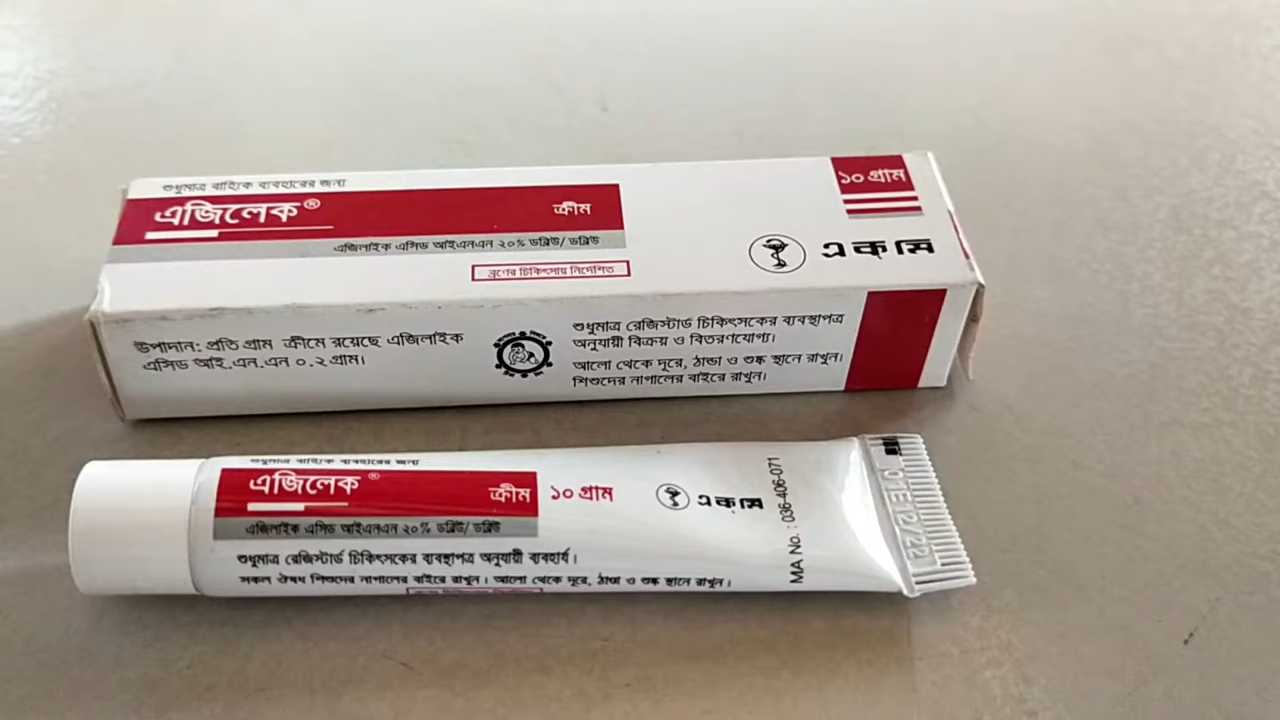 শুধুমাত্র বাহ্যিক ব্যবহারের জন্য
এজিলেক®
ক্রীম
১০ গ্রাম
এজিলাইক এসিড আইএনএন ২০% ডব্লিউ/ ডব্লিউ
ব্রণের চিকিৎসায় নির্দেশিত
একমি
উপাদান: প্রতি গ্রাম ক্রীমে রয়েছে এজিলাইক
এসিড আই.এন.এন ০.২ গ্রাম।
শুধুমাত্র রেজিস্টার্ড চিকিৎসকের ব্যবস্থাপত্র
অনুযায়ী বিক্রয় ও বিতরণযোগ্য।
আলো থেকে দূরে, ঠান্ডা ও শুষ্ক স্থানে রাখুন।
শিশুদের নাগালের বাইরে রাখুন।
শুধুমাত্র বাহ্যিক ব্যবহারের জন্য
এজিলেক®
ক্রীম ১০ গ্রাম
একমি
এজিলাইক এসিড আইএনএন ২০% ডব্লিউ/ ডব্লিউ
শুধুমাত্র রেজিস্টার্ড চিকিৎসকের ব্যবস্থাপত্র অনুযায়ী ব্যবহার্য।
সকল ঔষধ শিশুদের নাগালের বাইরে রাখুন। আলো থেকে দূরে, ঠান্ডা ও শুষ্ক স্থানে রাখুন।
MA No. : 036-406-071